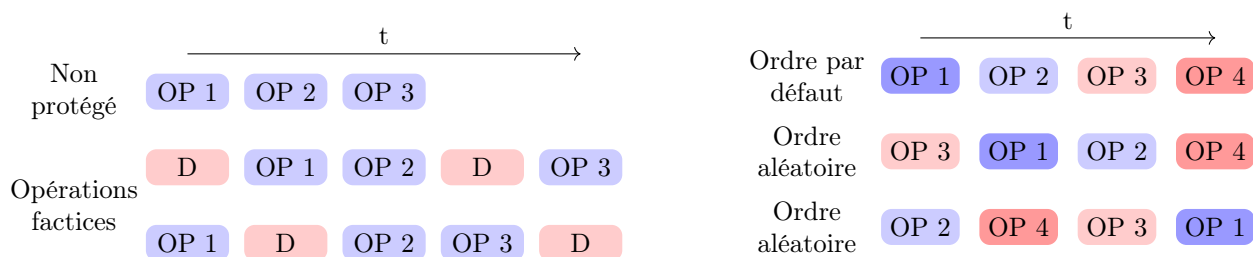 t
Non
protégé
OP 1 OP 2 OP 3
Opérations
factices
D OP 1 OP 2 D OP 3
OP 1 D OP 2 OP 3 D
t
Ordre par
défaut
OP 1 OP 2 OP 3 OP 4
Ordre
aléatoire
OP 3 OP 1 OP 2 OP 4
Ordre
aléatoire
OP 2 OP 4 OP 3 OP 1